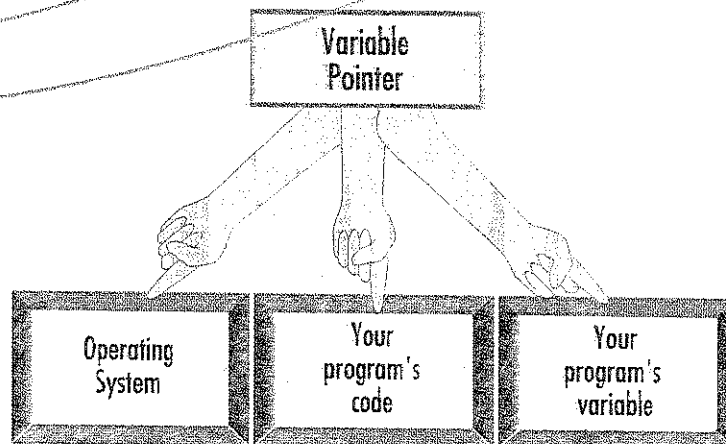 Variable
Pointer
Operating
System
Your
program's
code
Your
program's
variable